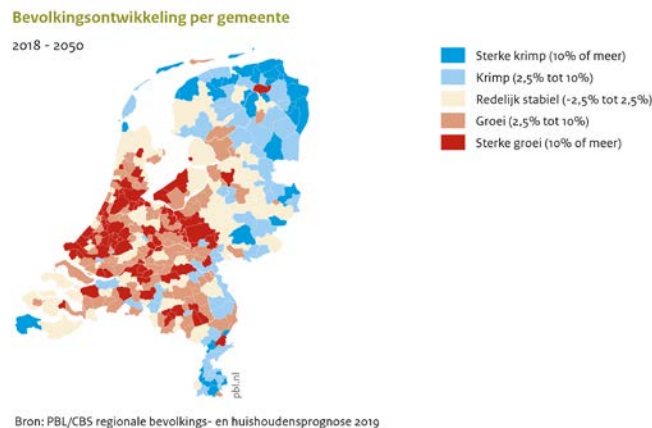 Bevolkingsontwikkeling per gemeente
2018 - 2050
Sterke krimp (10% of meer)
Krimp (2,5% tot 10%)
Redelijk stabiel (-2,5% tot 2,5%)
Groei (2,5% tot 10%)
Sterke groei (10% of meer)
pbl.nl
Bron: PBL/CBS regionale bevolkings- en huishoudensprognose 2019